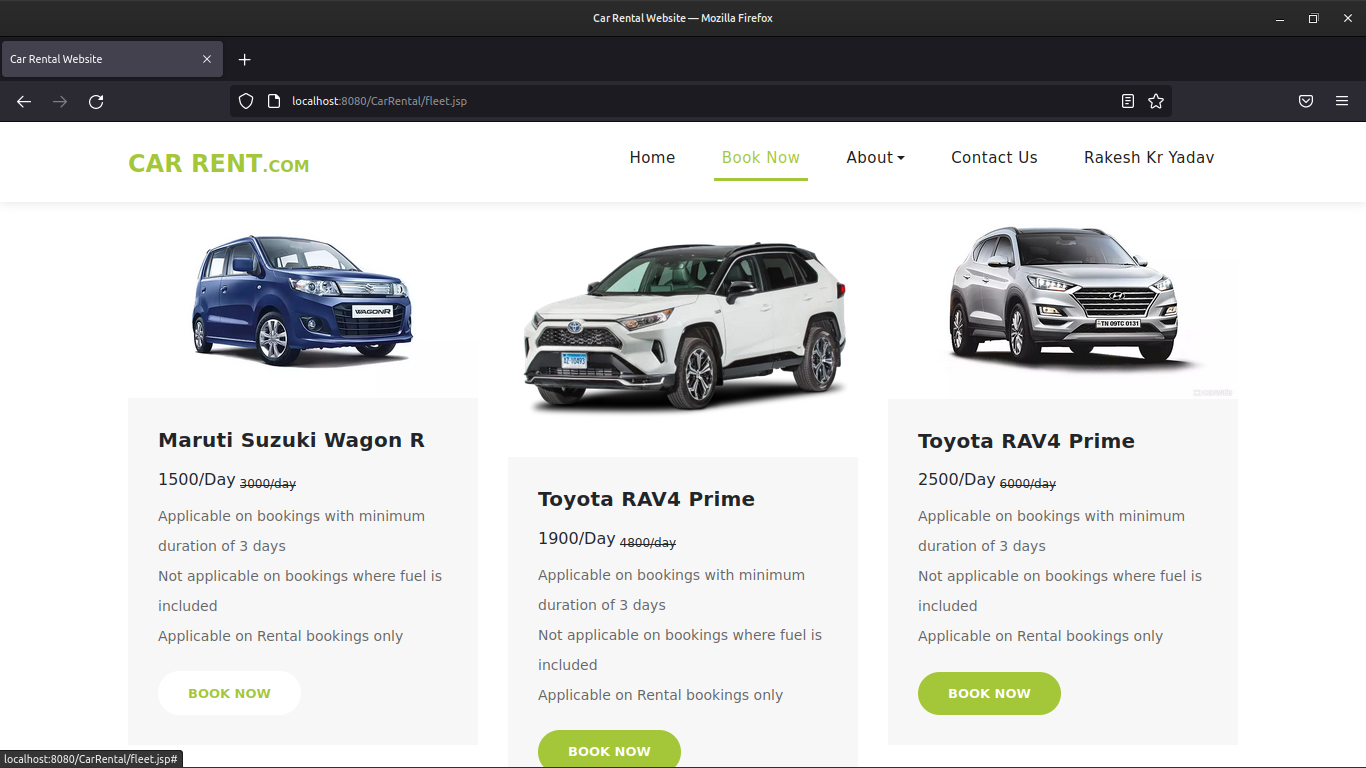 Car Rental Website — Mozilla Firefox
Car Rental Website
localhost:8080/CarRental/fleet.jsp
CAR RENT.COM
Home
Book Now
About
Contact Us
Rakesh Kr Yadav
WAGONR
TN 09TC 0131
Maruti Suzuki Wagon R
1500/Day 3000/day
Applicable on bookings with minimum
duration of 3 days
Not applicable on bookings where fuel is
included
Applicable on Rental bookings only
BOOK NOW
Toyota RAV4 Prime
1900/Day 4800/day
Applicable on bookings with minimum
duration of 3 days
Not applicable on bookings where fuel is
included
Applicable on Rental bookings only
BOOK NOW
Toyota RAV4 Prime
2500/Day 6000/day
Applicable on bookings with minimum
duration of 3 days
Not applicable on bookings where fuel is
included
Applicable on Rental bookings only
BOOK NOW
localhost:8080/CarRental/fleet.jsp#